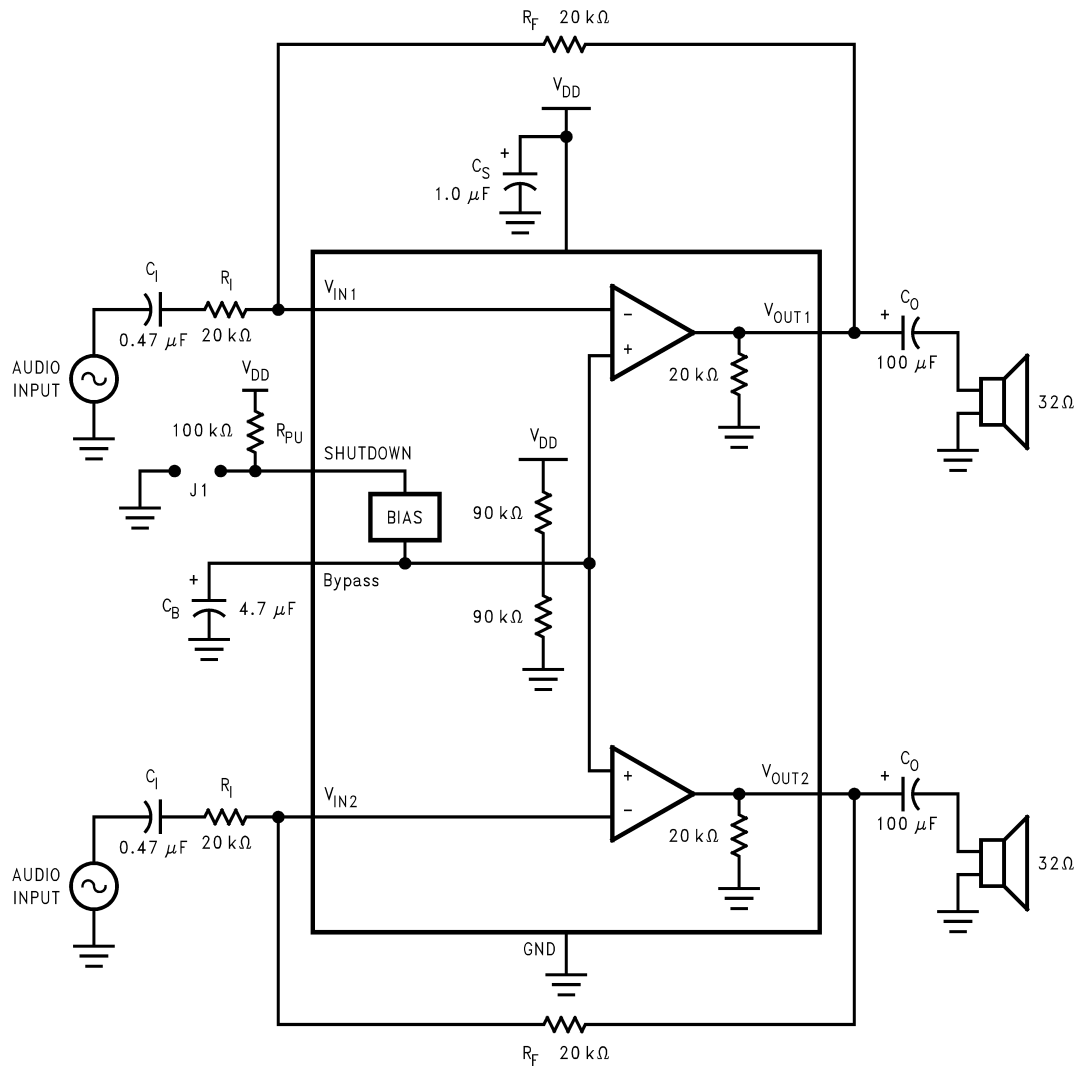 R_F 20 kΩ
V_DD
+
C_S
1.0 μF
C_I
R_I
0.47 μF
20 kΩ
V_IN1
−
+
V_OUT1
+
C_O
100 μF
20 kΩ
32Ω
AUDIO
INPUT
V_DD
100 kΩ
R_PU
SHUTDOWN
J1
BIAS
V_DD
90 kΩ
Bypass
+
C_B
4.7 μF
90 kΩ
C_I
R_I
0.47 μF
20 kΩ
V_IN2
+
−
V_OUT2
+
C_O
100 μF
20 kΩ
32Ω
AUDIO
INPUT
GND
R_F 20 kΩ